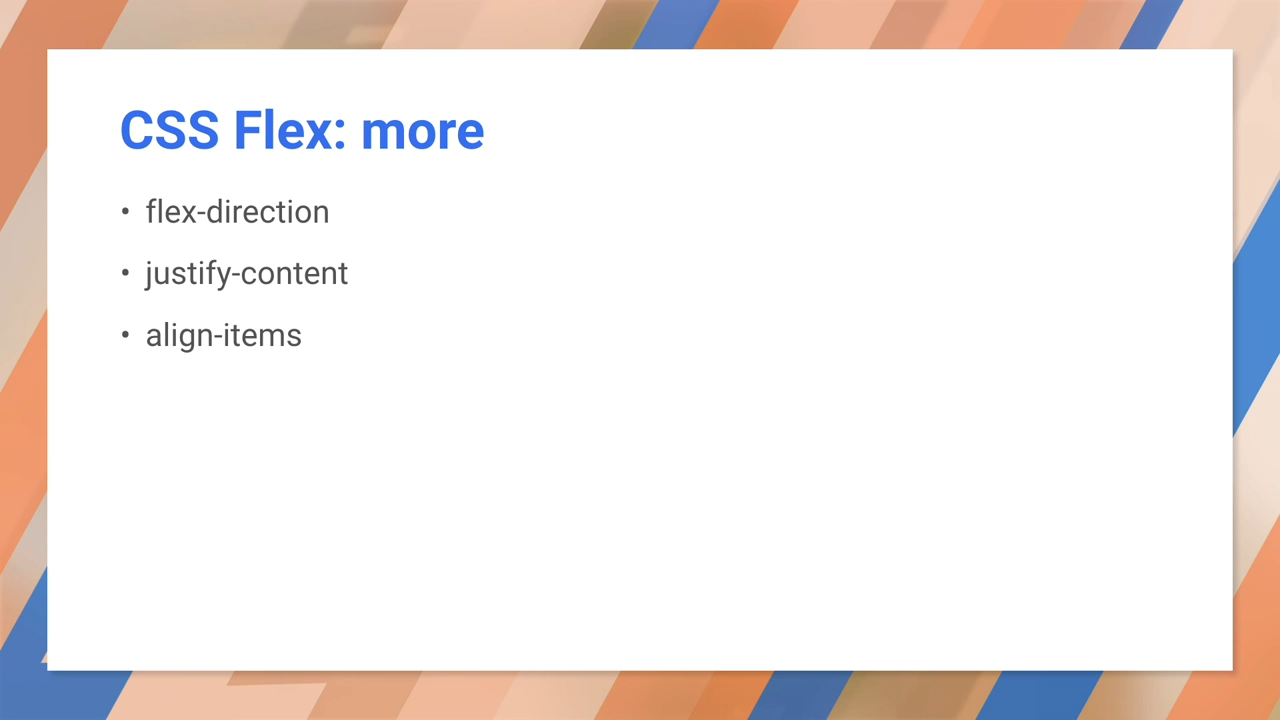 CSS Flex: more
• flex-direction
• justify-content
• align-items